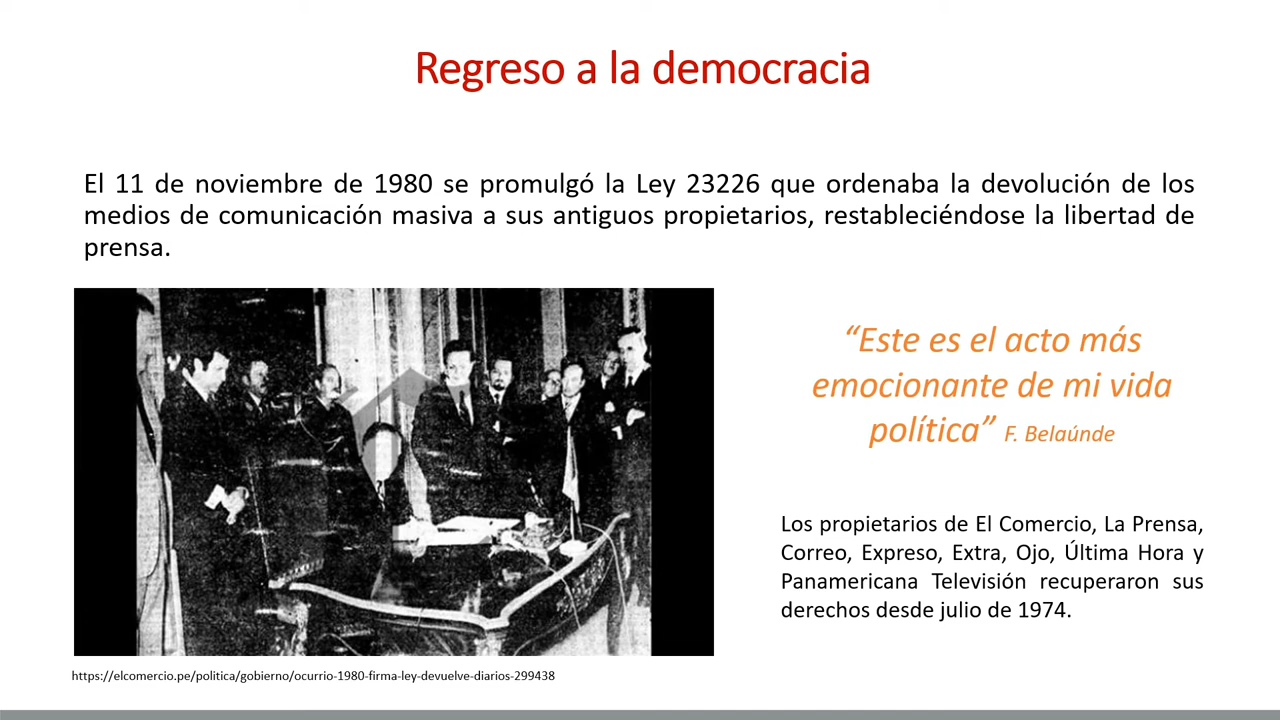 Regreso a la democracia
El 11 de noviembre de 1980 se promulgó la Ley 23226 que ordenaba la devolución de los
medios de comunicación masiva a sus antiguos propietarios, restableciéndose la libertad de
prensa.
“Este es el acto más
emocionante de mi vida
política” F. Belaúnde
Los propietarios de El Comercio, La Prensa,
Correo, Expreso, Extra, Ojo, Última Hora y
Panamericana Televisión recuperaron sus
derechos desde julio de 1974.
https://elcomercio.pe/politica/gobierno/ocurrio-1980-firma-ley-devuelve-diarios-299438